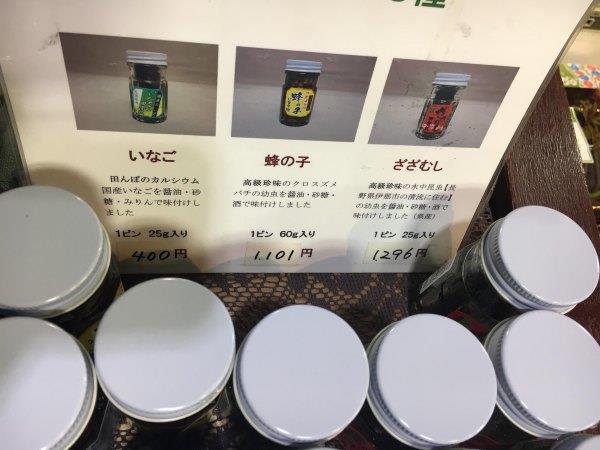 いなご
田んぼのカルシウム
国産いなごを醤油・砂
糖・みりんで味付けし
ました
1ビン 25g入り
400円
蜂の子
蜂の子
高級珍味のクロスズメ
バチの幼虫を醤油・砂糖・
酒で味付けしました
1ビン 60g入り
1,101円
ざざむし
高級珍味の水中昆虫【長
野県伊那市の清流に住む】
の幼虫を醤油・砂糖・酒で
味付けしました（県産）
1ビン 25g入り
1,296円